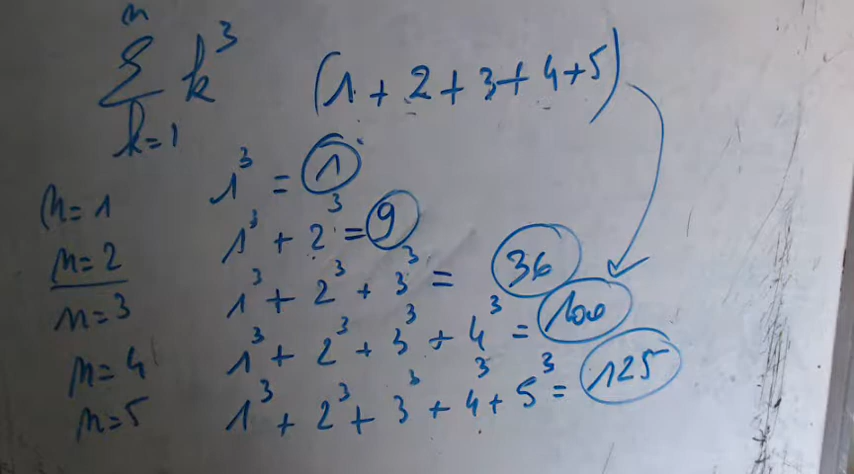 n
∑ k³ (1+2+3+4+5)
k=1
n=1 1³ = 1
n=2 1³ + 2³ = 9
n=3 1³ + 2³ + 3³ = 36
n=4 1³ + 2³ + 3³ + 4³ = 100
n=5 1³ + 2³ + 3³ + 4³ + 5³ = 125